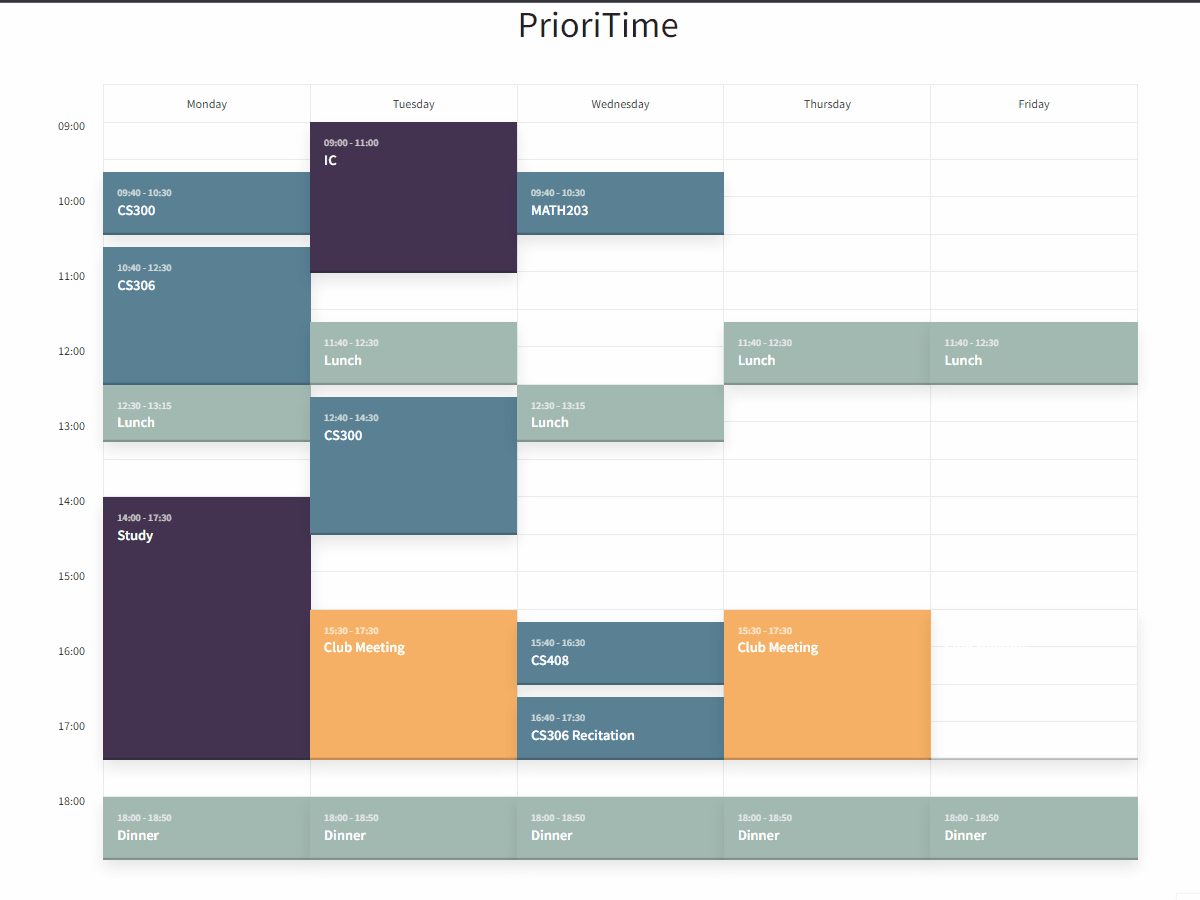 PrioriTime
Monday Tuesday Wednesday Thursday Friday
09:00
10:00
11:00
12:00
13:00
14:00
15:00
16:00
17:00
18:00
09:40 - 10:30
CS300
10:40 - 12:30
CS306
12:30 - 13:15
Lunch
14:00 - 17:30
Study
18:00 - 18:50
Dinner
09:00 - 11:00
IC
11:40 - 12:30
Lunch
12:40 - 14:30
CS300
15:30 - 17:30
Club Meeting
18:00 - 18:50
Dinner
09:40 - 10:30
MATH203
12:30 - 13:15
Lunch
15:40 - 16:30
CS408
16:40 - 17:30
CS306 Recitation
18:00 - 18:50
Dinner
11:40 - 12:30
Lunch
15:30 - 17:30
Club Meeting
18:00 - 18:50
Dinner
11:40 - 12:30
Lunch
18:00 - 18:50
Dinner